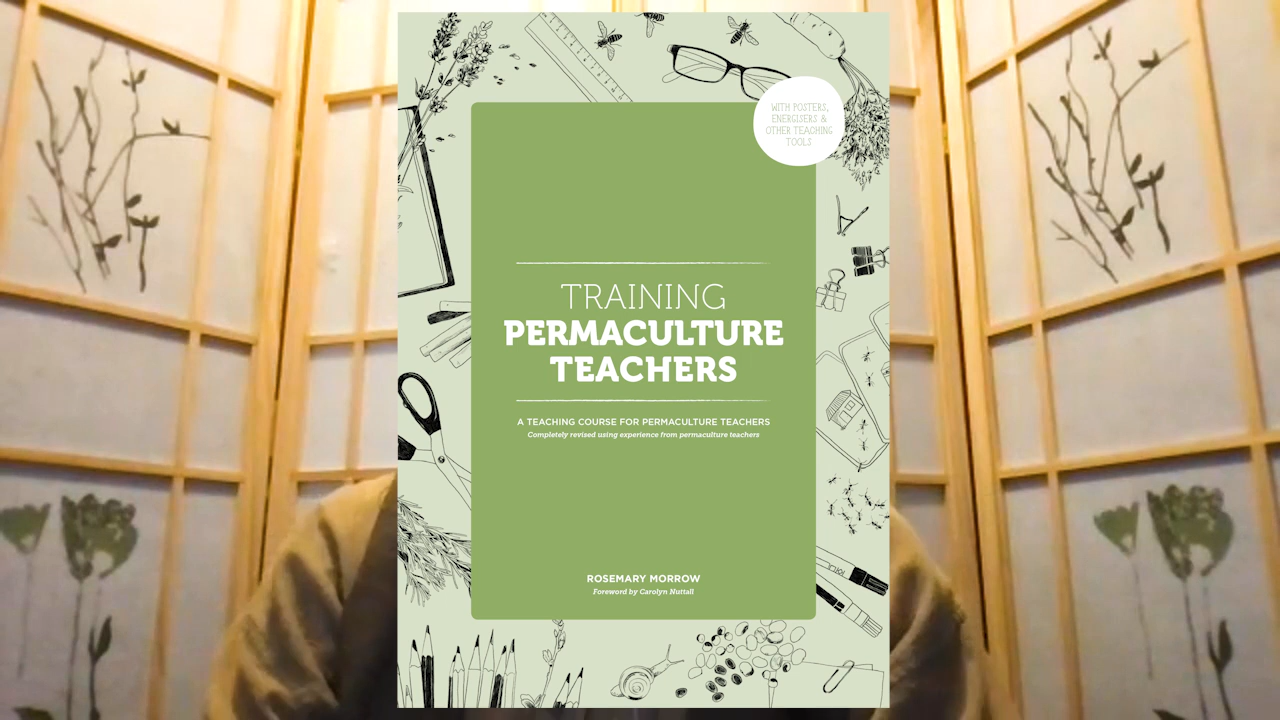 WITH POSTERS,
ENERGISERS &
OTHER TEACHING
TOOLS
TRAINING
PERMACULTURE
TEACHERS
A TEACHING COURSE FOR PERMACULTURE TEACHERS
Completely revised using experience from permaculture teachers
ROSEMARY MORROW
Foreword by Carolyn Nuttall